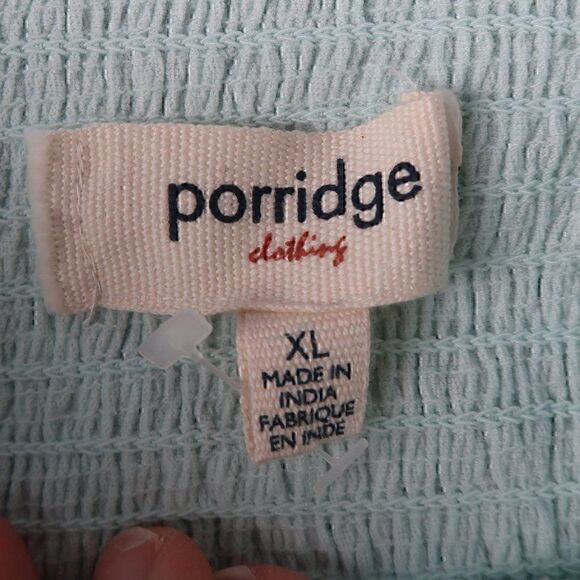 porridge
clothing
XL
MADE IN
INDIA
FABRIQUE
EN INDE